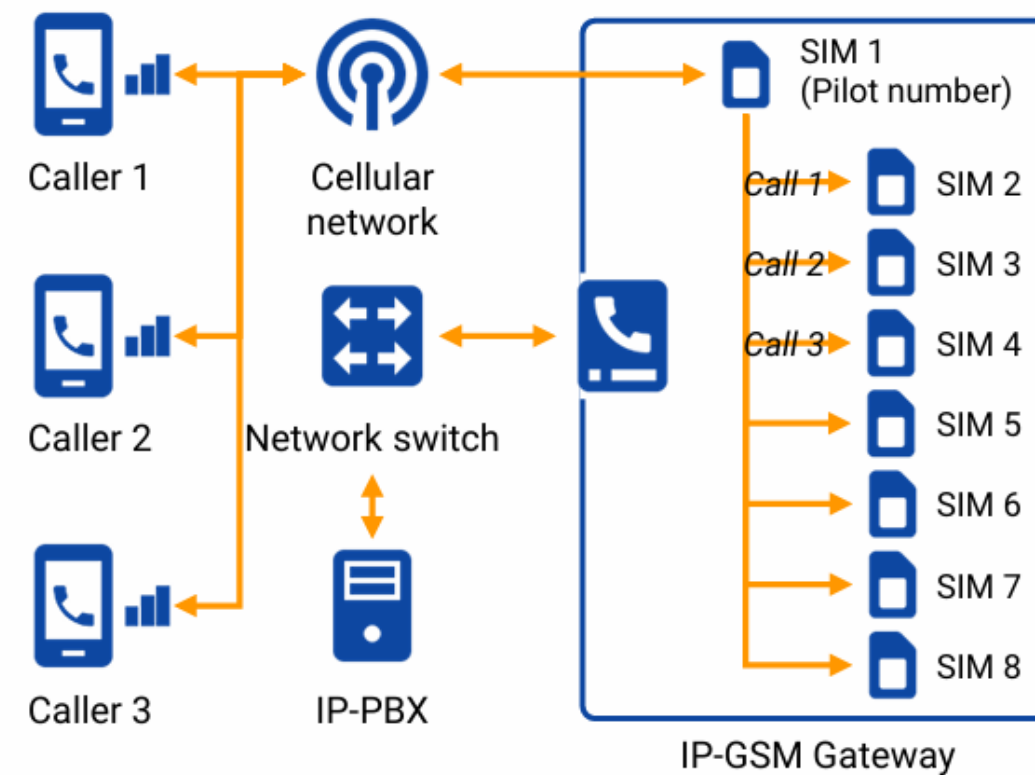 Caller 1
Cellular
network
SIM 1
(Pilot number)
Call 1
SIM 2
Call 2
SIM 3
Call 3
SIM 4
Caller 2
Network switch
SIM 5
SIM 6
SIM 7
SIM 8
Caller 3
IP-PBX
IP-GSM Gateway